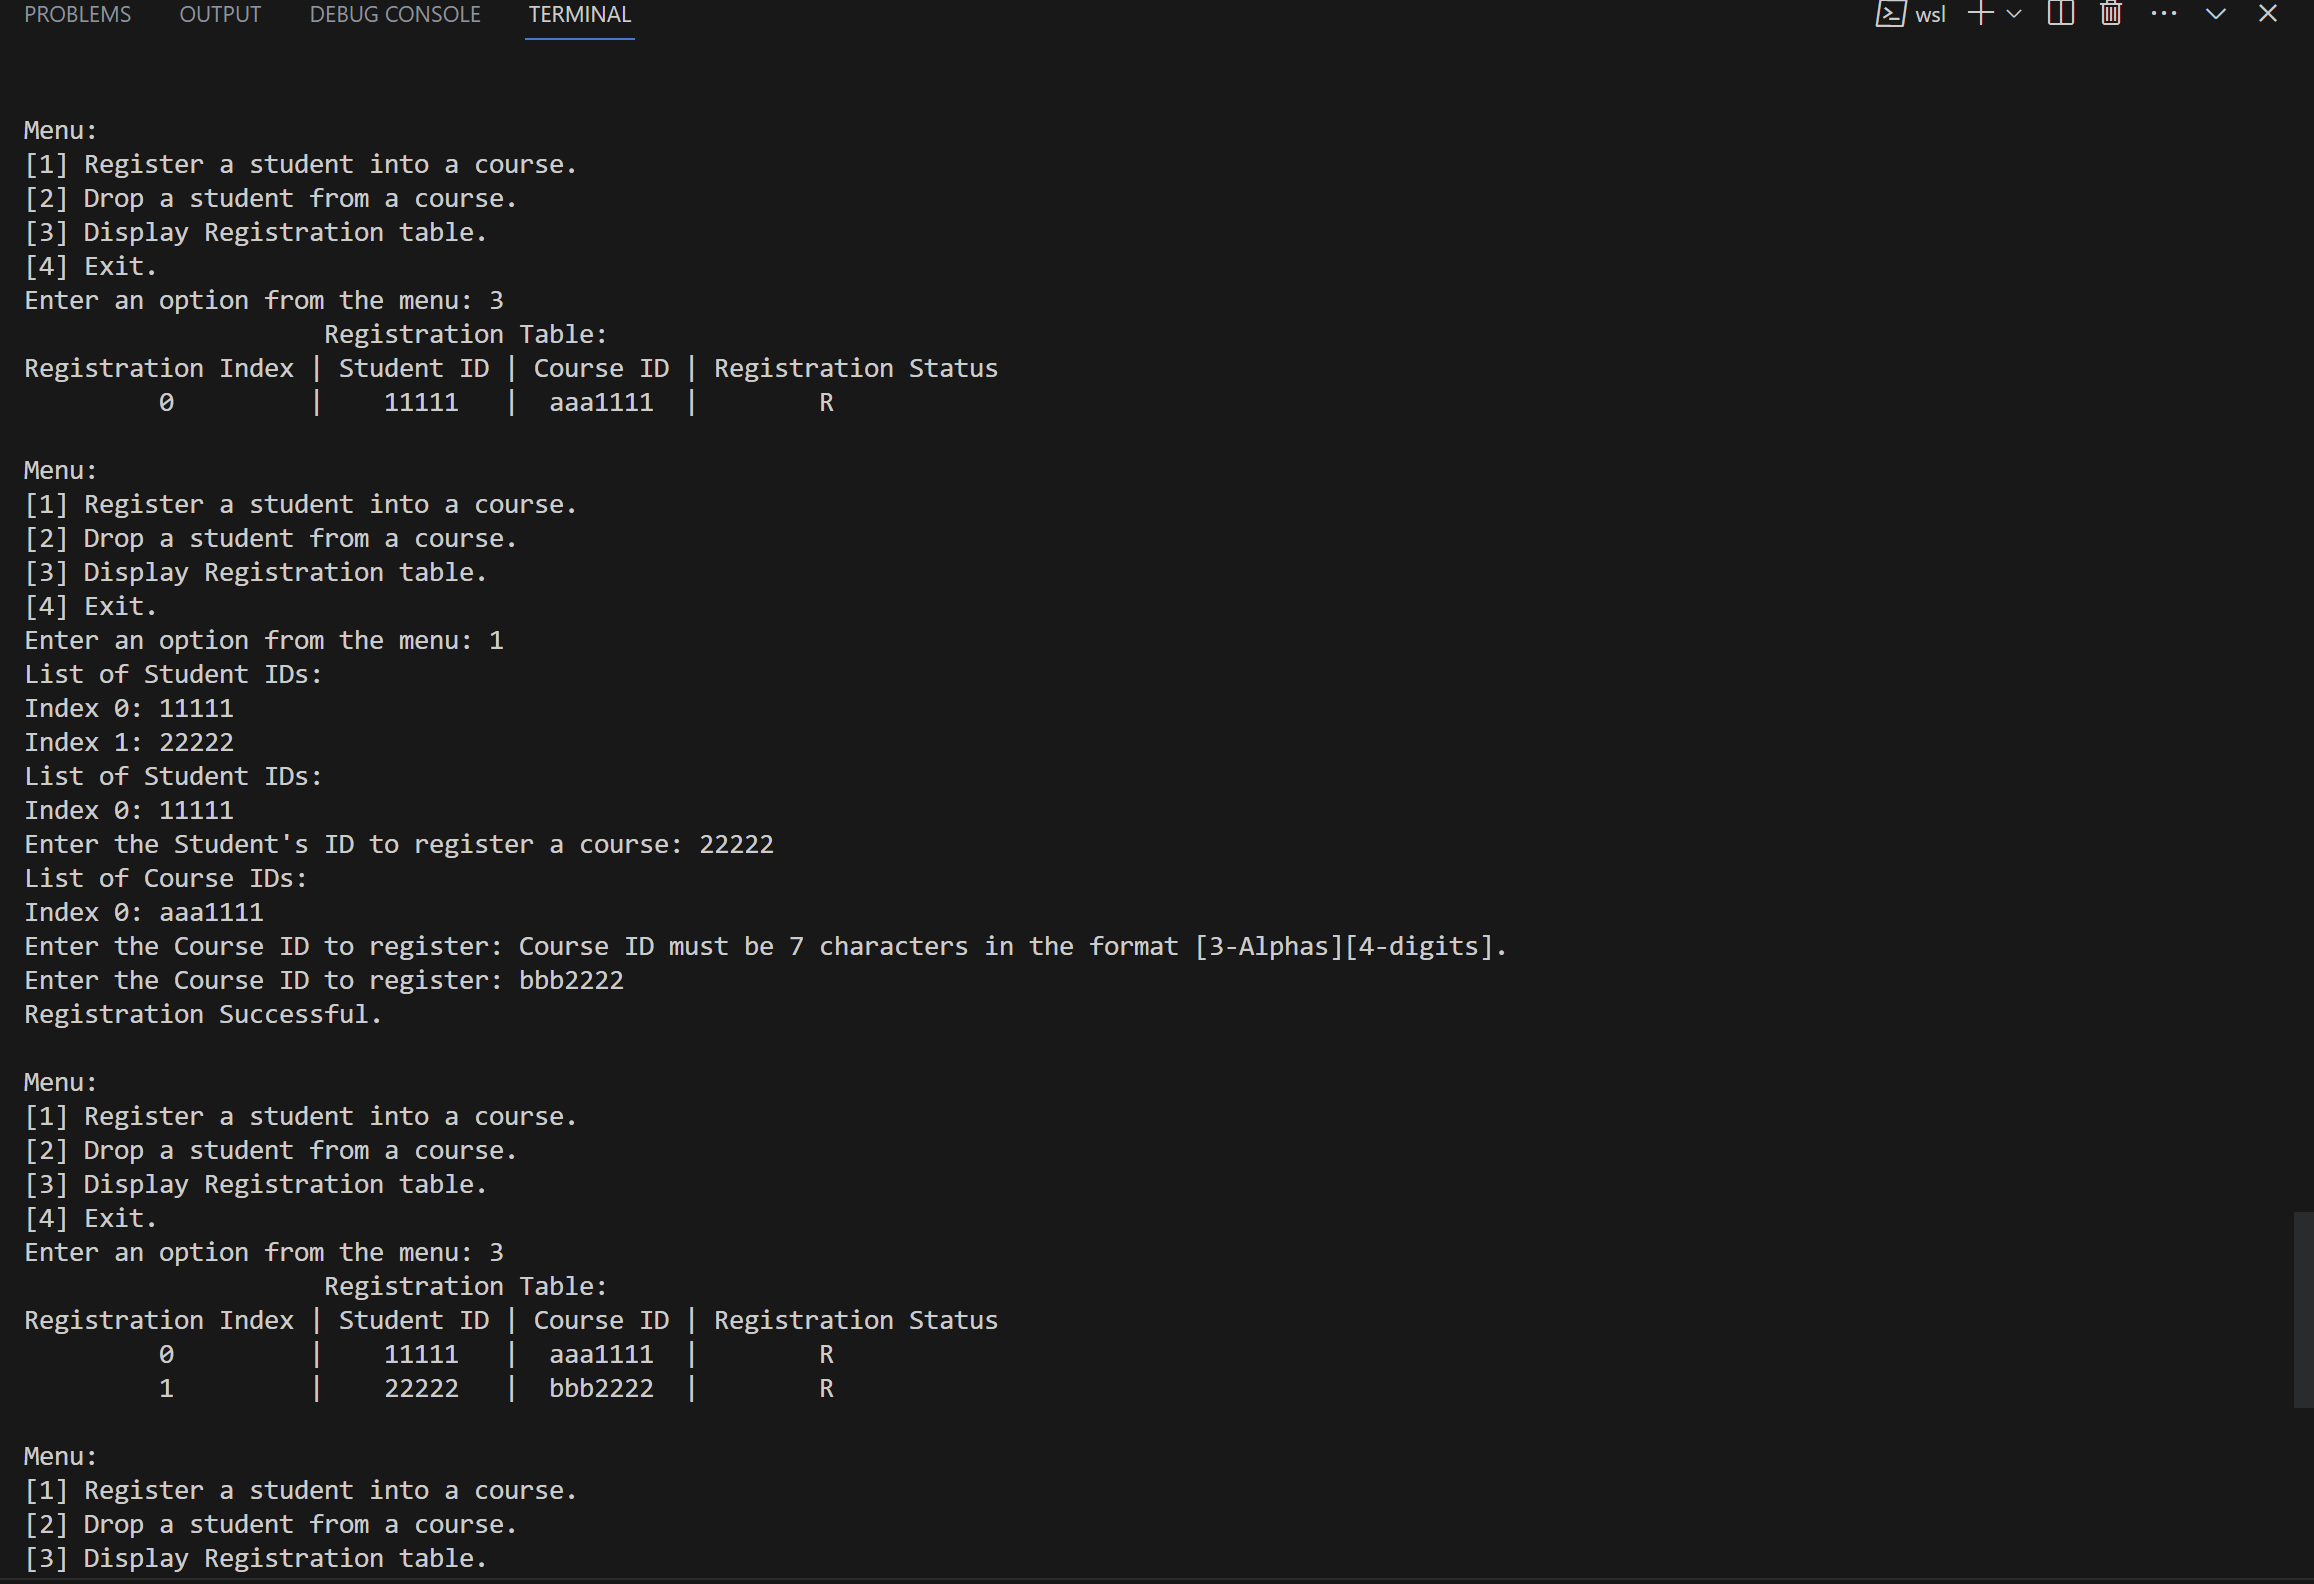 PROBLEMS OUTPUT DEBUG CONSOLE TERMINAL wsl
Menu:
[1] Register a student into a course.
[2] Drop a student from a course.
[3] Display Registration table.
[4] Exit.
Enter an option from the menu: 3
Registration Table:
Registration Index | Student ID | Course ID | Registration Status
0 | 11111 | aaa1111 | R
Menu:
[1] Register a student into a course.
[2] Drop a student from a course.
[3] Display Registration table.
[4] Exit.
Enter an option from the menu: 1
List of Student IDs:
Index 0: 11111
Index 1: 22222
List of Student IDs:
Index 0: 11111
Enter the Student's ID to register a course: 22222
List of Course IDs:
Index 0: aaa1111
Enter the Course ID to register: Course ID must be 7 characters in the format [3-Alphas][4-digits].
Enter the Course ID to register: bbb2222
Registration Successful.
Menu:
[1] Register a student into a course.
[2] Drop a student from a course.
[3] Display Registration table.
[4] Exit.
Enter an option from the menu: 3
Registration Table:
Registration Index | Student ID | Course ID | Registration Status
0 | 11111 | aaa1111 | R
1 | 22222 | bbb2222 | R
Menu:
[1] Register a student into a course.
[2] Drop a student from a course.
[3] Display Registration table.